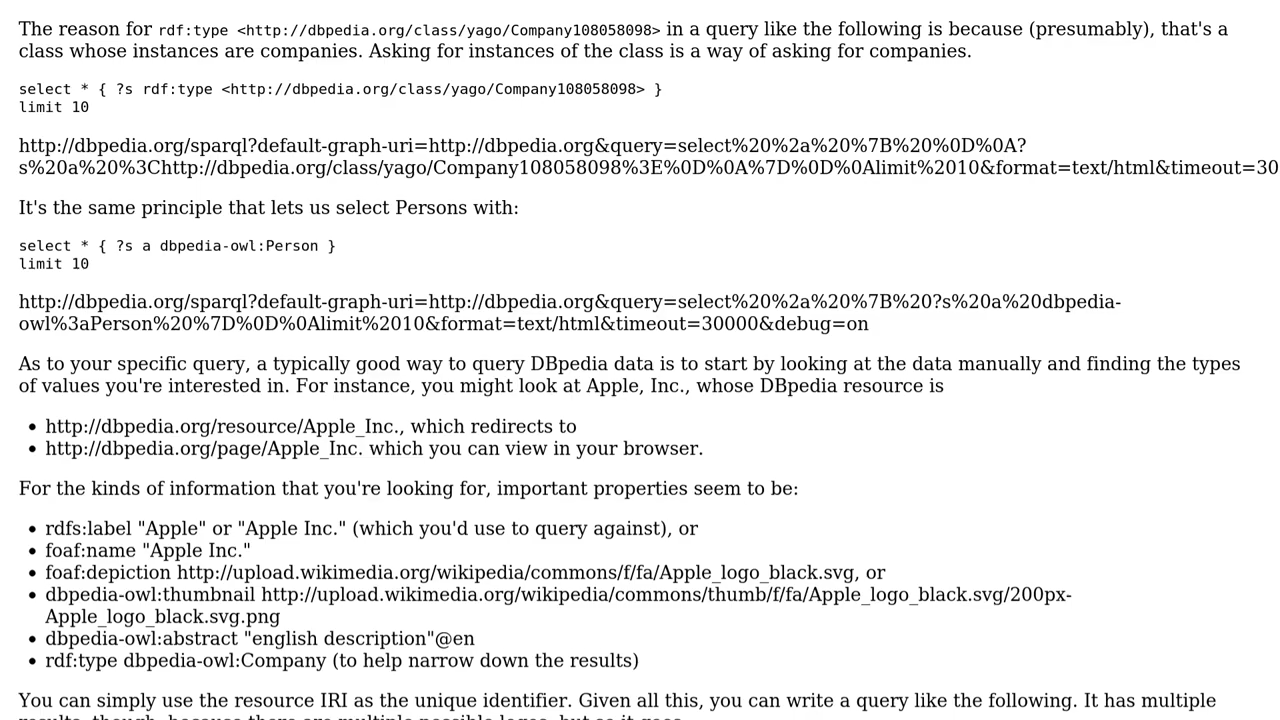 The reason for rdf:type <http://dbpedia.org/class/yago/Company108058098> in a query like the following is because (presumably), that's a
class whose instances are companies. Asking for instances of the class is a way of asking for companies.
select * { ?s rdf:type <http://dbpedia.org/class/yago/Company108058098> }
limit 10
http://dbpedia.org/sparql?default-graph-uri=http://dbpedia.org&query=select%20%2a%20%7B%20%0D%0A?
s%20a%20%3Chttp://dbpedia.org/class/yago/Company108058098%3E%0D%0A%7D%0D%0Alimit%2010&format=text/html&timeout=30
It's the same principle that lets us select Persons with:
select * { ?s a dbpedia-owl:Person }
limit 10
http://dbpedia.org/sparql?default-graph-uri=http://dbpedia.org&query=select%20%2a%20%7B%20?s%20a%20dbpedia-
owl%3aPerson%20%7D%0D%0Alimit%2010&format=text/html&timeout=30000&debug=on
As to your specific query, a typically good way to query DBpedia data is to start by looking at the data manually and finding the types
of values you're interested in. For instance, you might look at Apple, Inc., whose DBpedia resource is
• http://dbpedia.org/resource/Apple_Inc., which redirects to
• http://dbpedia.org/page/Apple_Inc. which you can view in your browser.
For the kinds of information that you're looking for, important properties seem to be:
• rdfs:label "Apple" or "Apple Inc." (which you'd use to query against), or
• foaf:name "Apple Inc."
• foaf:depiction http://upload.wikimedia.org/wikipedia/commons/f/fa/Apple_logo_black.svg, or
• dbpedia-owl:thumbnail http://upload.wikimedia.org/wikipedia/commons/thumb/f/fa/Apple_logo_black.svg/200px-
Apple_logo_black.svg.png
• dbpedia-owl:abstract "english description"@en
• rdf:type dbpedia-owl:Company (to help narrow down the results)
You can simply use the resource IRI as the unique identifier. Given all this, you can write a query like the following. It has multiple
results, though, because there are multiple possible logos, but so it goes.